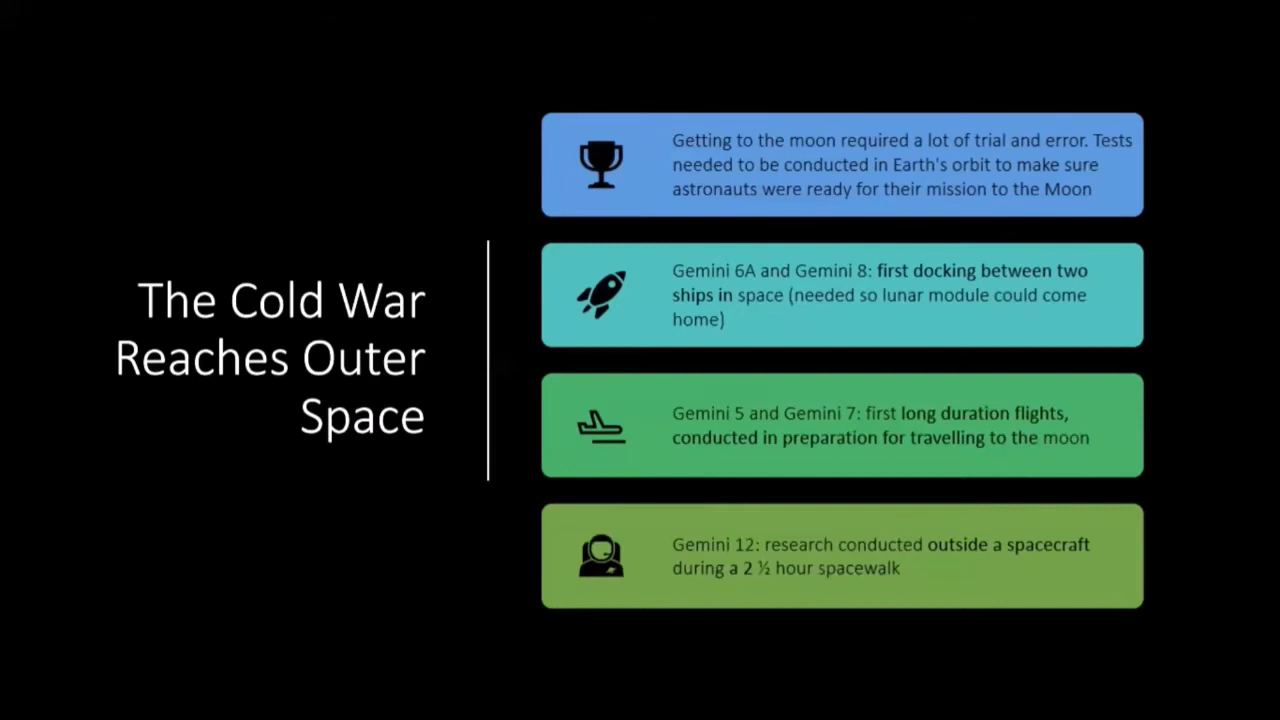 The Cold War
Reaches Outer
Space
Getting to the moon required a lot of trial and error. Tests
needed to be conducted in Earth's orbit to make sure
astronauts were ready for their mission to the Moon
Gemini 6A and Gemini 8: first docking between two
ships in space (needed so lunar module could come
home)
Gemini 5 and Gemini 7: first long duration flights,
conducted in preparation for travelling to the moon
Gemini 12: research conducted outside a spacecraft
during a 2 ½ hour spacewalk